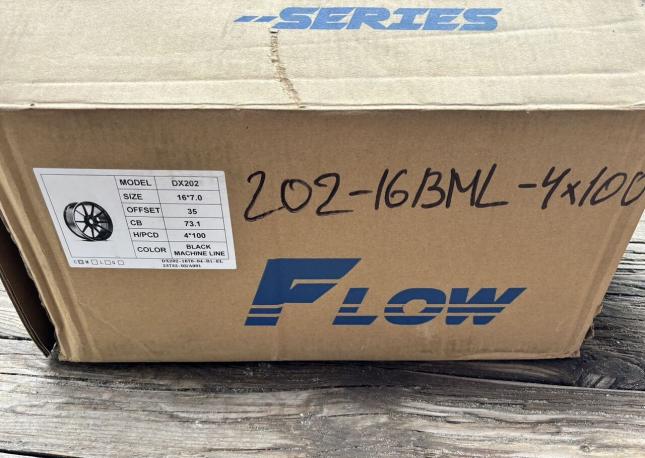 --SERIES
MODEL DX202
SIZE 16*7.0
OFFSET 35
CB 73.1
H/PCD 4*100
COLOR BLACK
MACHINE LINE
202-16BML-4x100
FLOW